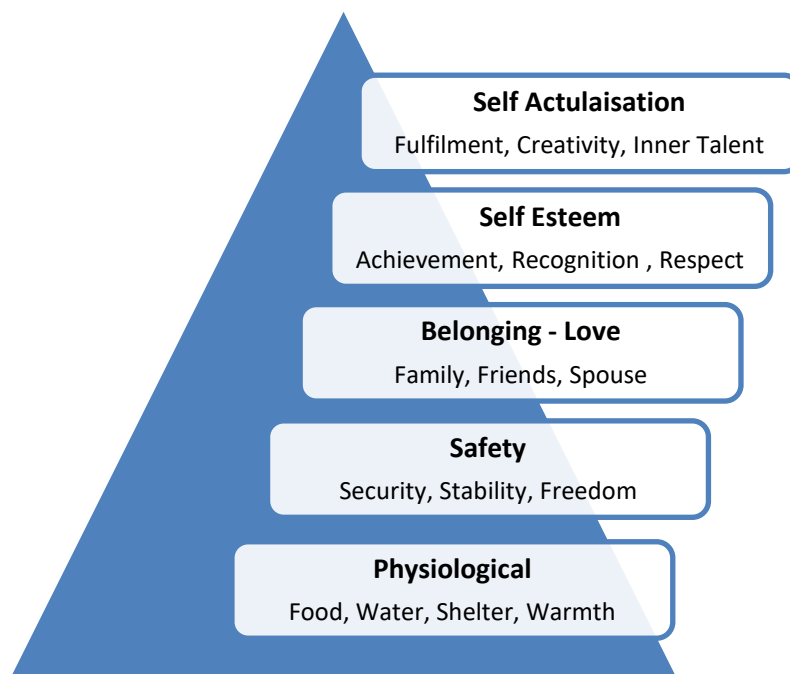 Self Actulaisation
Fulfilment, Creativity, Inner Talent
Self Esteem
Achievement, Recognition , Respect
Belonging - Love
Family, Friends, Spouse
Safety
Security, Stability, Freedom
Physiological
Food, Water, Shelter, Warmth